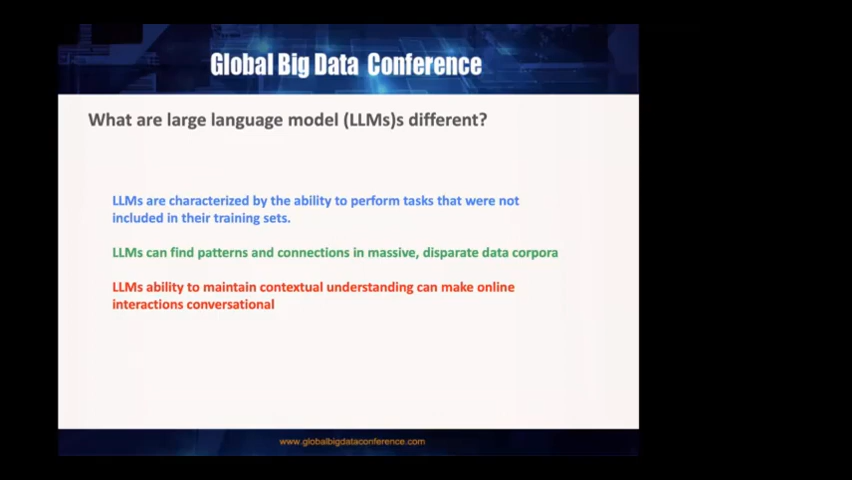 Global Big Data Conference
What are large language model (LLMs)s different?
LLMs are characterized by the ability to perform tasks that were not
included in their training sets.
LLMs can find patterns and connections in massive, disparate data corpora
LLMs ability to maintain contextual understanding can make online
interactions conversational
www.globalbigdataconference.com